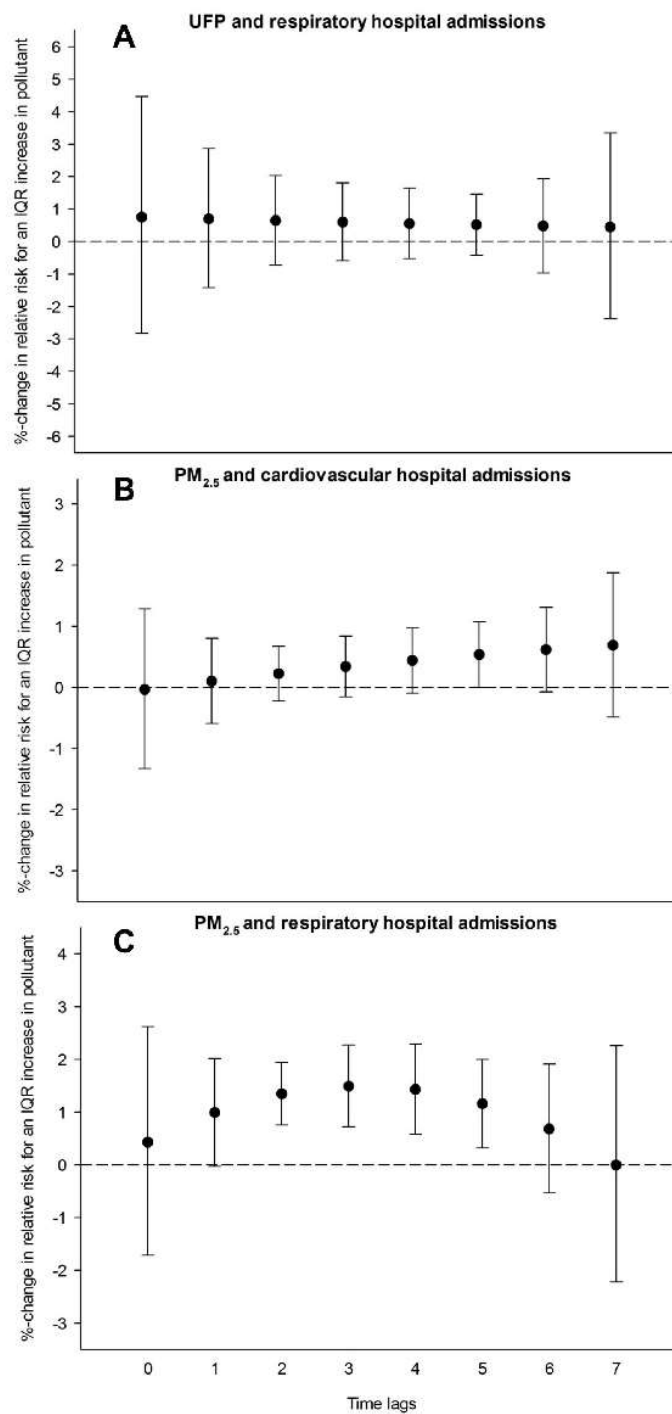 A
UFP and respiratory hospital admissions
%-change in relative risk for an IQR increase in pollutant
6
5
4
3
2
1
0
-1
-2
-3
-4
-5
-6
B
PM2.5 and cardiovascular hospital admissions
%-change in relative risk for an IQR increase in pollutant
3
2
1
0
-1
-2
-3
C
PM2.5 and respiratory hospital admissions
%-change in relative risk for an IQR increase in pollutant
4
3
2
1
0
-1
-2
-3
0 1 2 3 4 5 6 7
Time lags